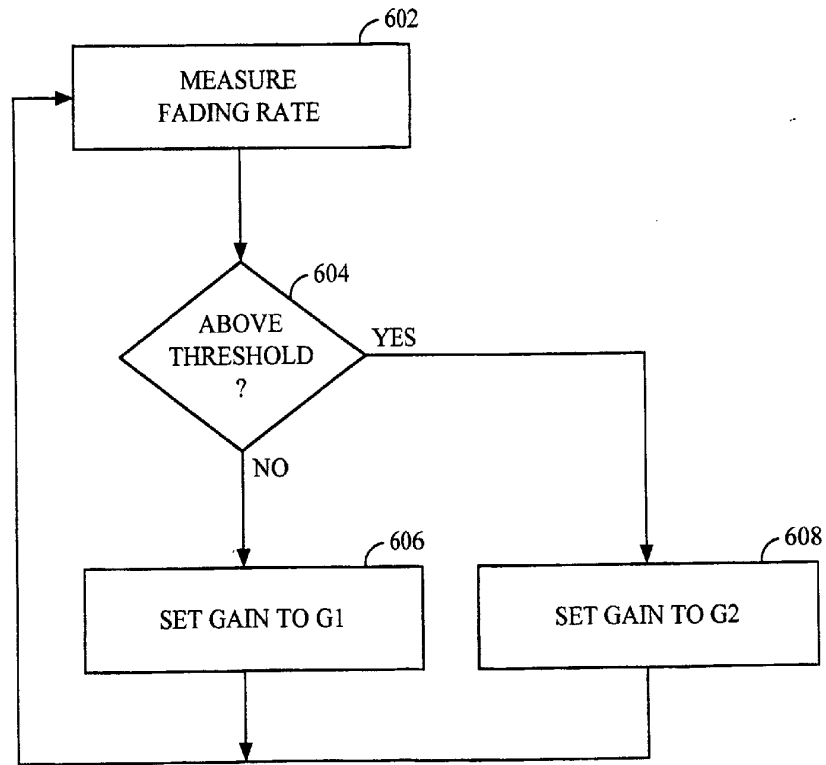 602
MEASURE
FADING RATE
604
ABOVE
THRESHOLD
?
YES
NO
606
SET GAIN TO G1
608
SET GAIN TO G2